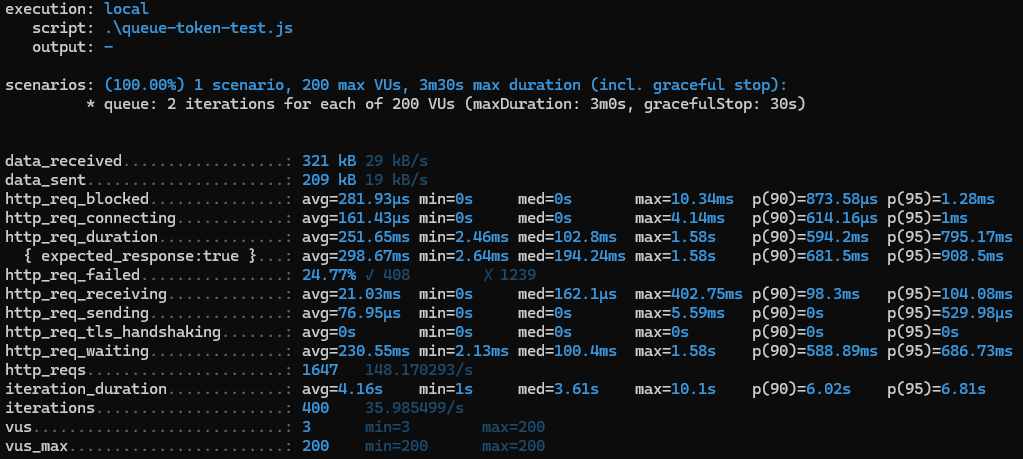 execution: local
script: .\queue-token-test.js
output: -
scenarios: (100.00%) 1 scenario, 200 max VUs, 3m30s max duration (incl. graceful stop):
* queue: 2 iterations for each of 200 VUs (maxDuration: 3m0s, gracefulStop: 30s)
data_received..................: 321 kB 29 kB/s
data_sent......................: 209 kB 19 kB/s
http_req_blocked...............: avg=281.93µs min=0s med=0s max=10.34ms p(90)=873.58µs p(95)=1.28ms
http_req_connecting............: avg=161.43µs min=0s med=0s max=4.14ms p(90)=614.16µs p(95)=1ms
http_req_duration..............: avg=251.65ms min=2.46ms med=102.8ms max=1.58s p(90)=594.2ms p(95)=795.17ms
{ expected_response:true }...: avg=298.67ms min=2.64ms med=194.24ms max=1.58s p(90)=681.5ms p(95)=908.5ms
http_req_failed................: 24.77% ✓ 408 ✗ 1239
http_req_receiving.............: avg=21.03ms min=0s med=162.1µs max=402.75ms p(90)=98.3ms p(95)=104.08ms
http_req_sending...............: avg=76.95µs min=0s med=0s max=5.59ms p(90)=0s p(95)=529.98µs
http_req_tls_handshaking.......: avg=0s min=0s med=0s max=0s p(90)=0s p(95)=0s
http_req_waiting...............: avg=230.55ms min=2.13ms med=100.4ms max=1.58s p(90)=588.89ms p(95)=686.73ms
http_reqs......................: 1647 148.170293/s
iteration_duration.............: avg=4.16s min=1s med=3.61s max=10.1s p(90)=6.02s p(95)=6.81s
iterations.....................: 400 35.985499/s
vus............................: 3 min=3 max=200
vus_max........................: 200 min=200 max=200